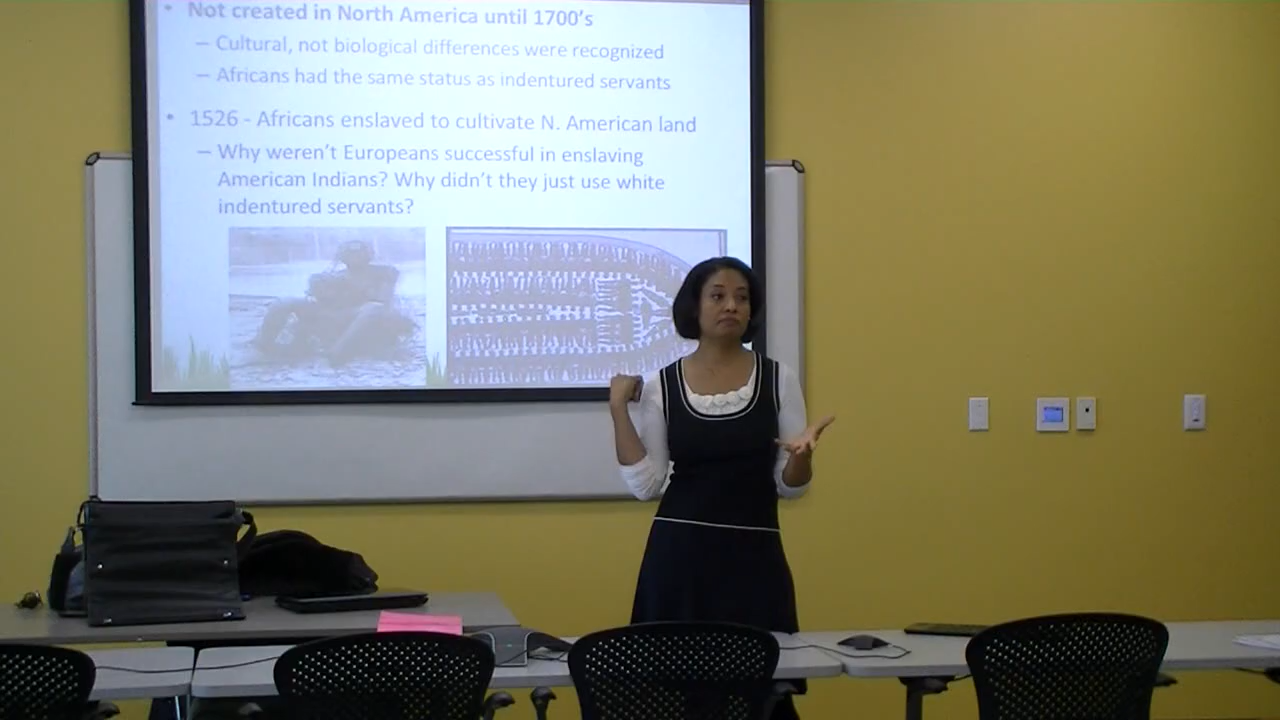 • Not created in North America until 1700's
– Cultural, not biological differences were recognized
– Africans had the same status as indentured servants
• 1526 - Africans enslaved to cultivate N. American land
– Why weren't Europeans successful in enslaving
American Indians? Why didn't they just use white
indentured servants?